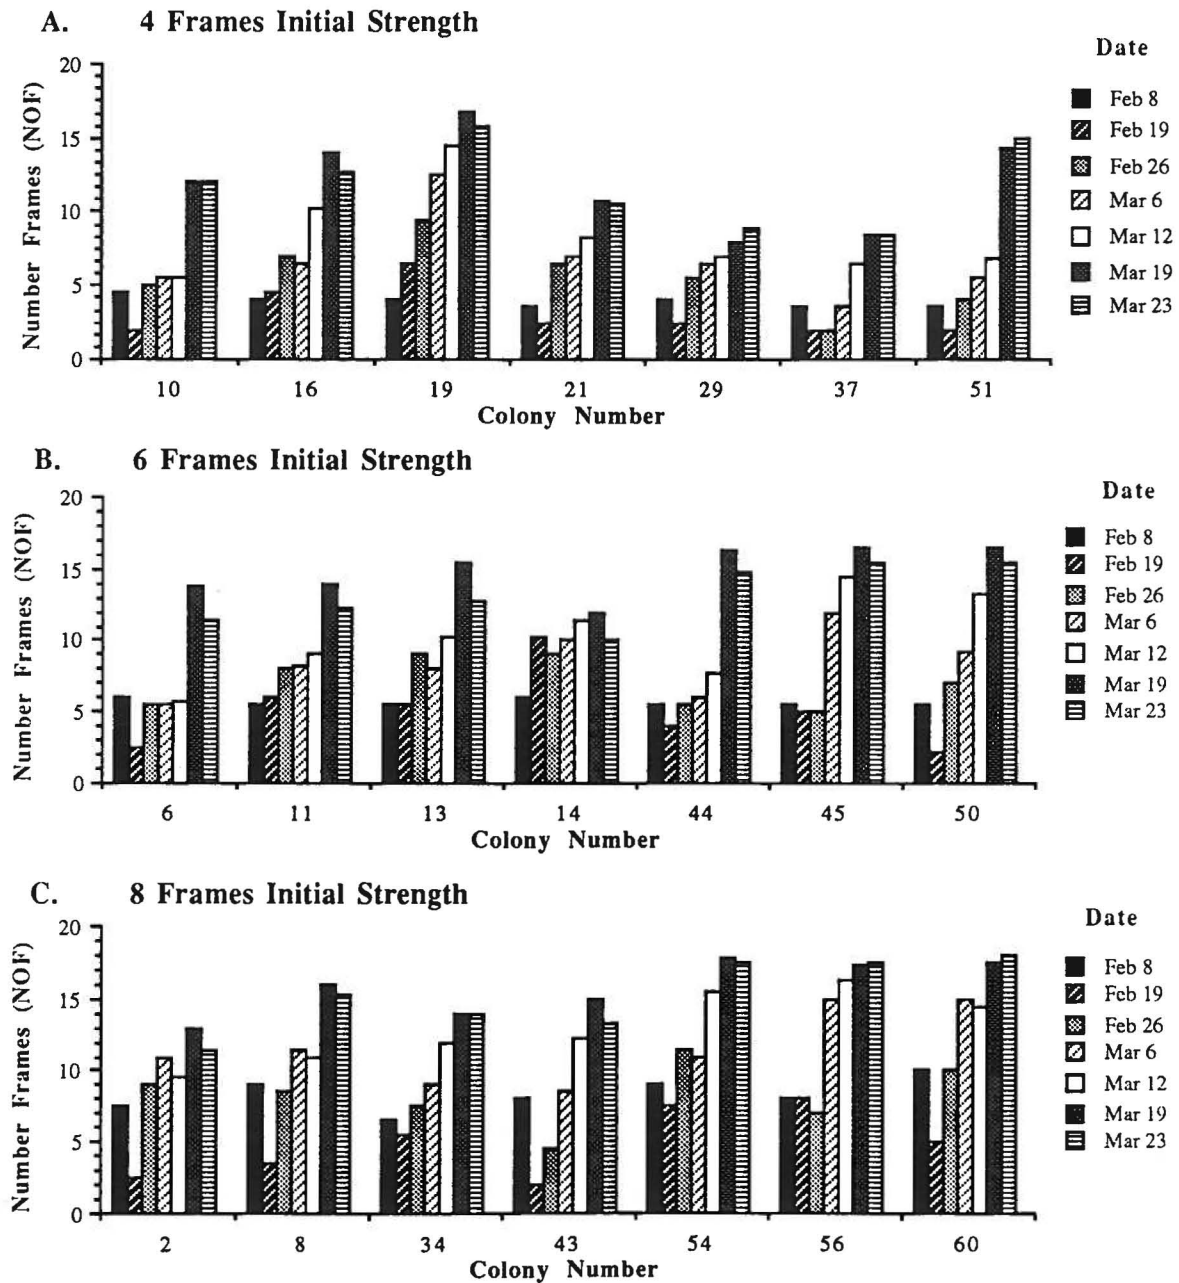 A. 4 Frames Initial Strength
Number Frames (NOF)
20
15
10
5
0
10 16 19 21 29 37 51
Colony Number
Date
Feb 8
Feb 19
Feb 26
Mar 6
Mar 12
Mar 19
Mar 23
B. 6 Frames Initial Strength
Number Frames (NOF)
20
15
10
5
0
6 11 13 14 44 45 50
Colony Number
Date
Feb 8
Feb 19
Feb 26
Mar 6
Mar 12
Mar 19
Mar 23
C. 8 Frames Initial Strength
Number Frames (NOF)
20
15
10
5
0
2 8 34 43 54 56 60
Colony Number
Date
Feb 8
Feb 19
Feb 26
Mar 6
Mar 12
Mar 19
Mar 23